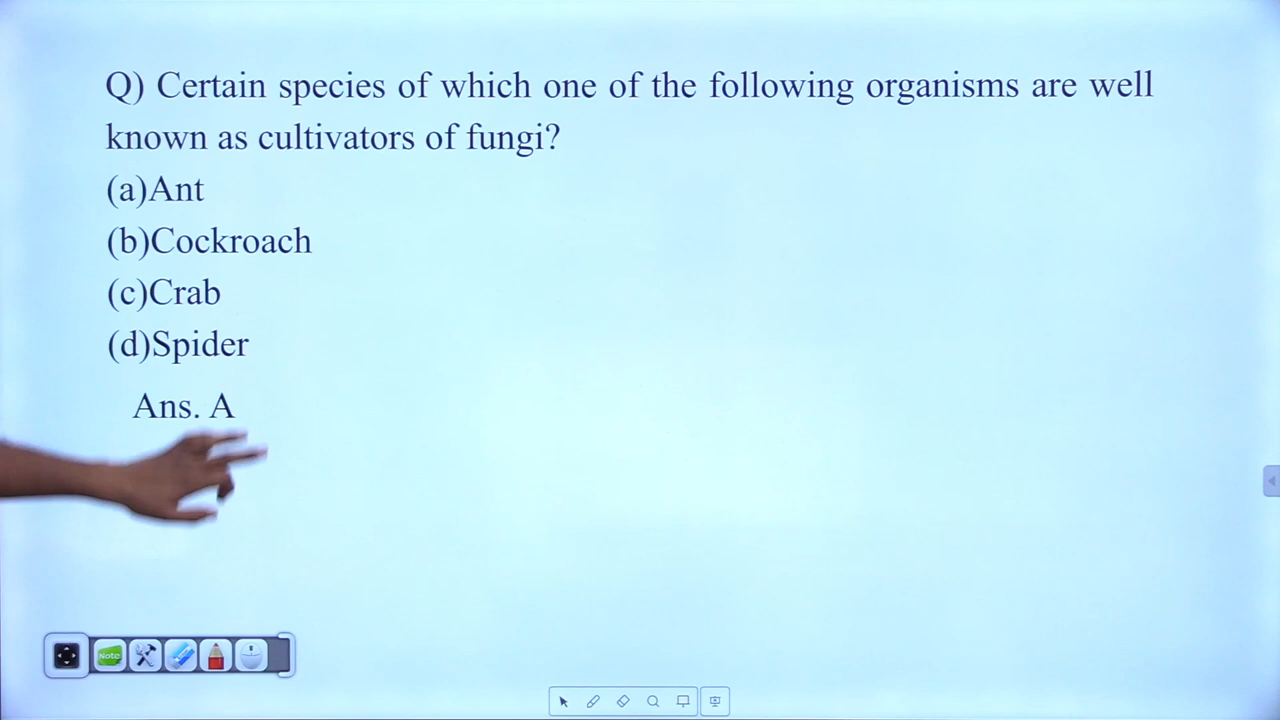 Q) Certain species of which one of the following organisms are well
known as cultivators of fungi?
(a)Ant
(b)Cockroach
(c)Crab
(d)Spider
Ans. A
Note